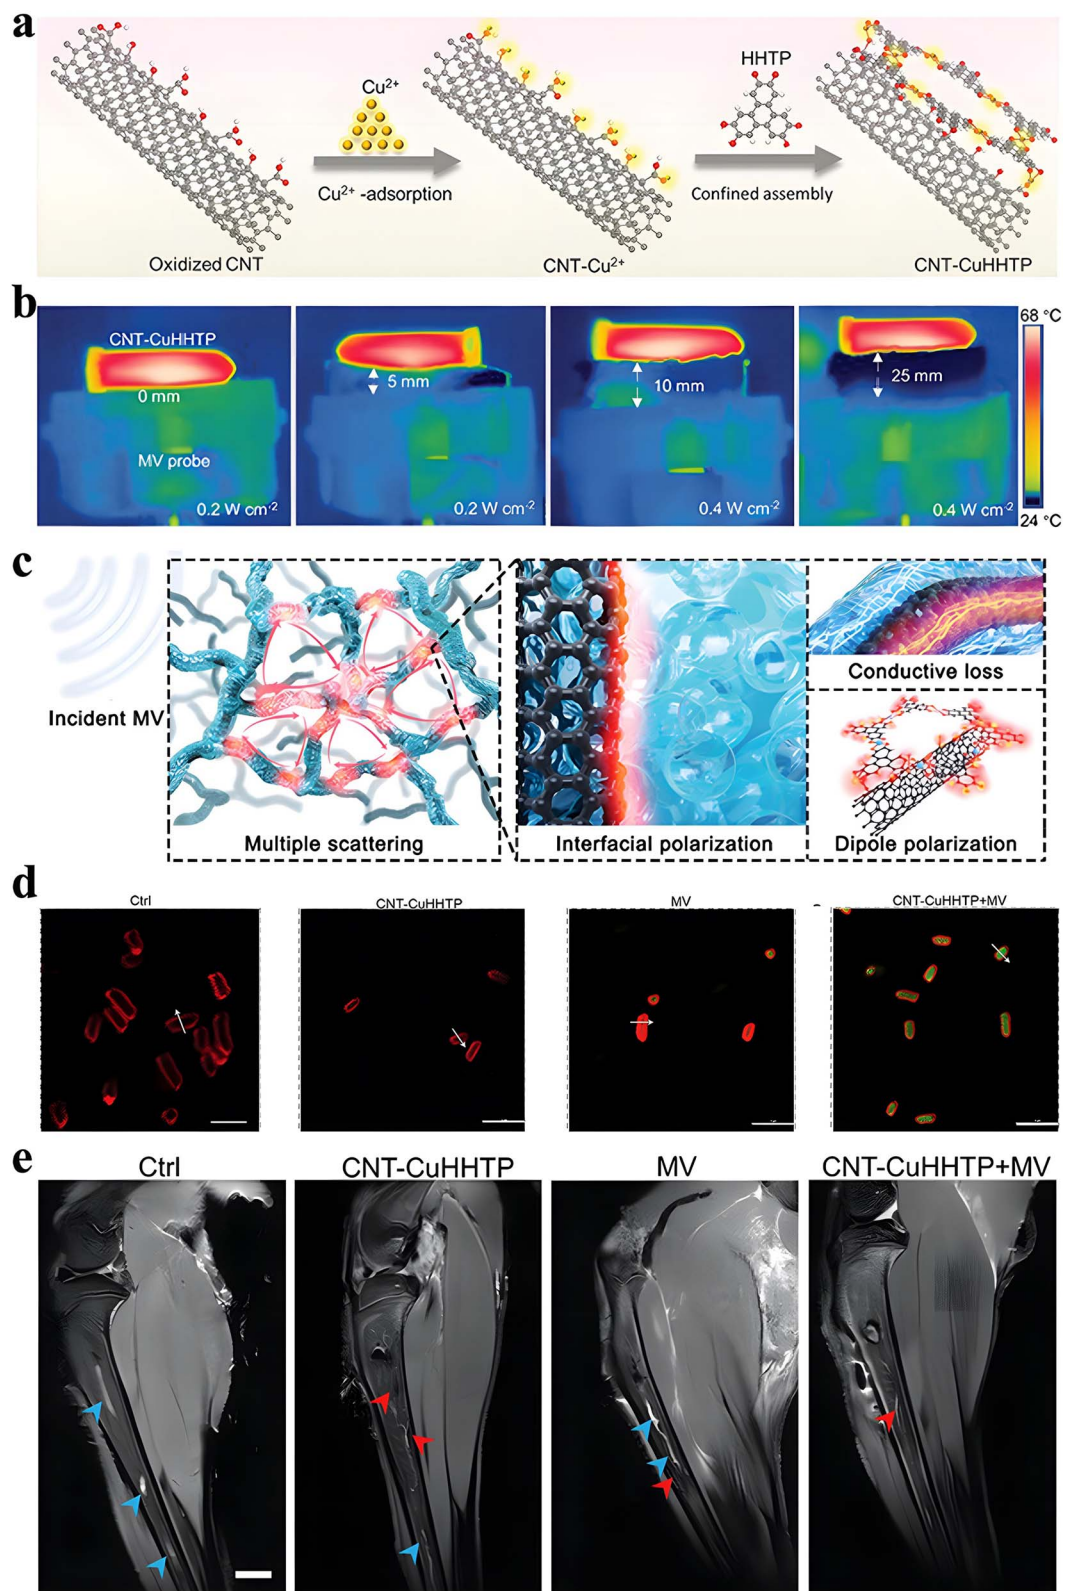 a
Cu²⁺
HHTP
Cu²⁺ -adsorption
Confined assembly
Oxidized CNT
CNT-Cu²⁺
CNT-CuHHTP
b
68 °C
CNT-CuHHTP
0 mm
5 mm
10 mm
25 mm
MV probe
0.2 W cm⁻²
0.2 W cm⁻²
0.4 W cm⁻²
0.4 W cm⁻²
24 °C
c
Incident MV
Multiple scattering
Interfacial polarization
Conductive loss
Dipole polarization
d
Ctrl
CNT-CuHHTP
MV
CNT-CuHHTP+MV
e
Ctrl
CNT-CuHHTP
MV
CNT-CuHHTP+MV